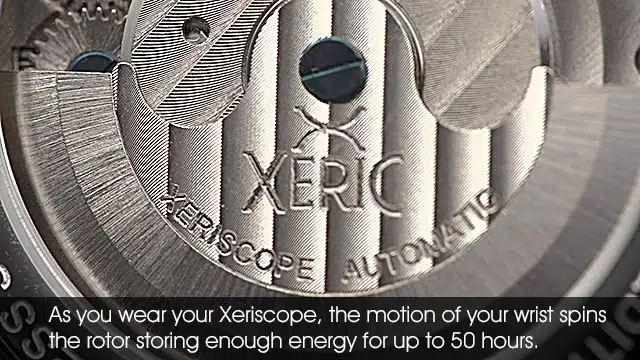 XERIC
XERISCOPE AUTOMATIC
As you wear your Xeriscope, the motion of your wrist spins
the rotor storing enough energy for up to 50 hours.